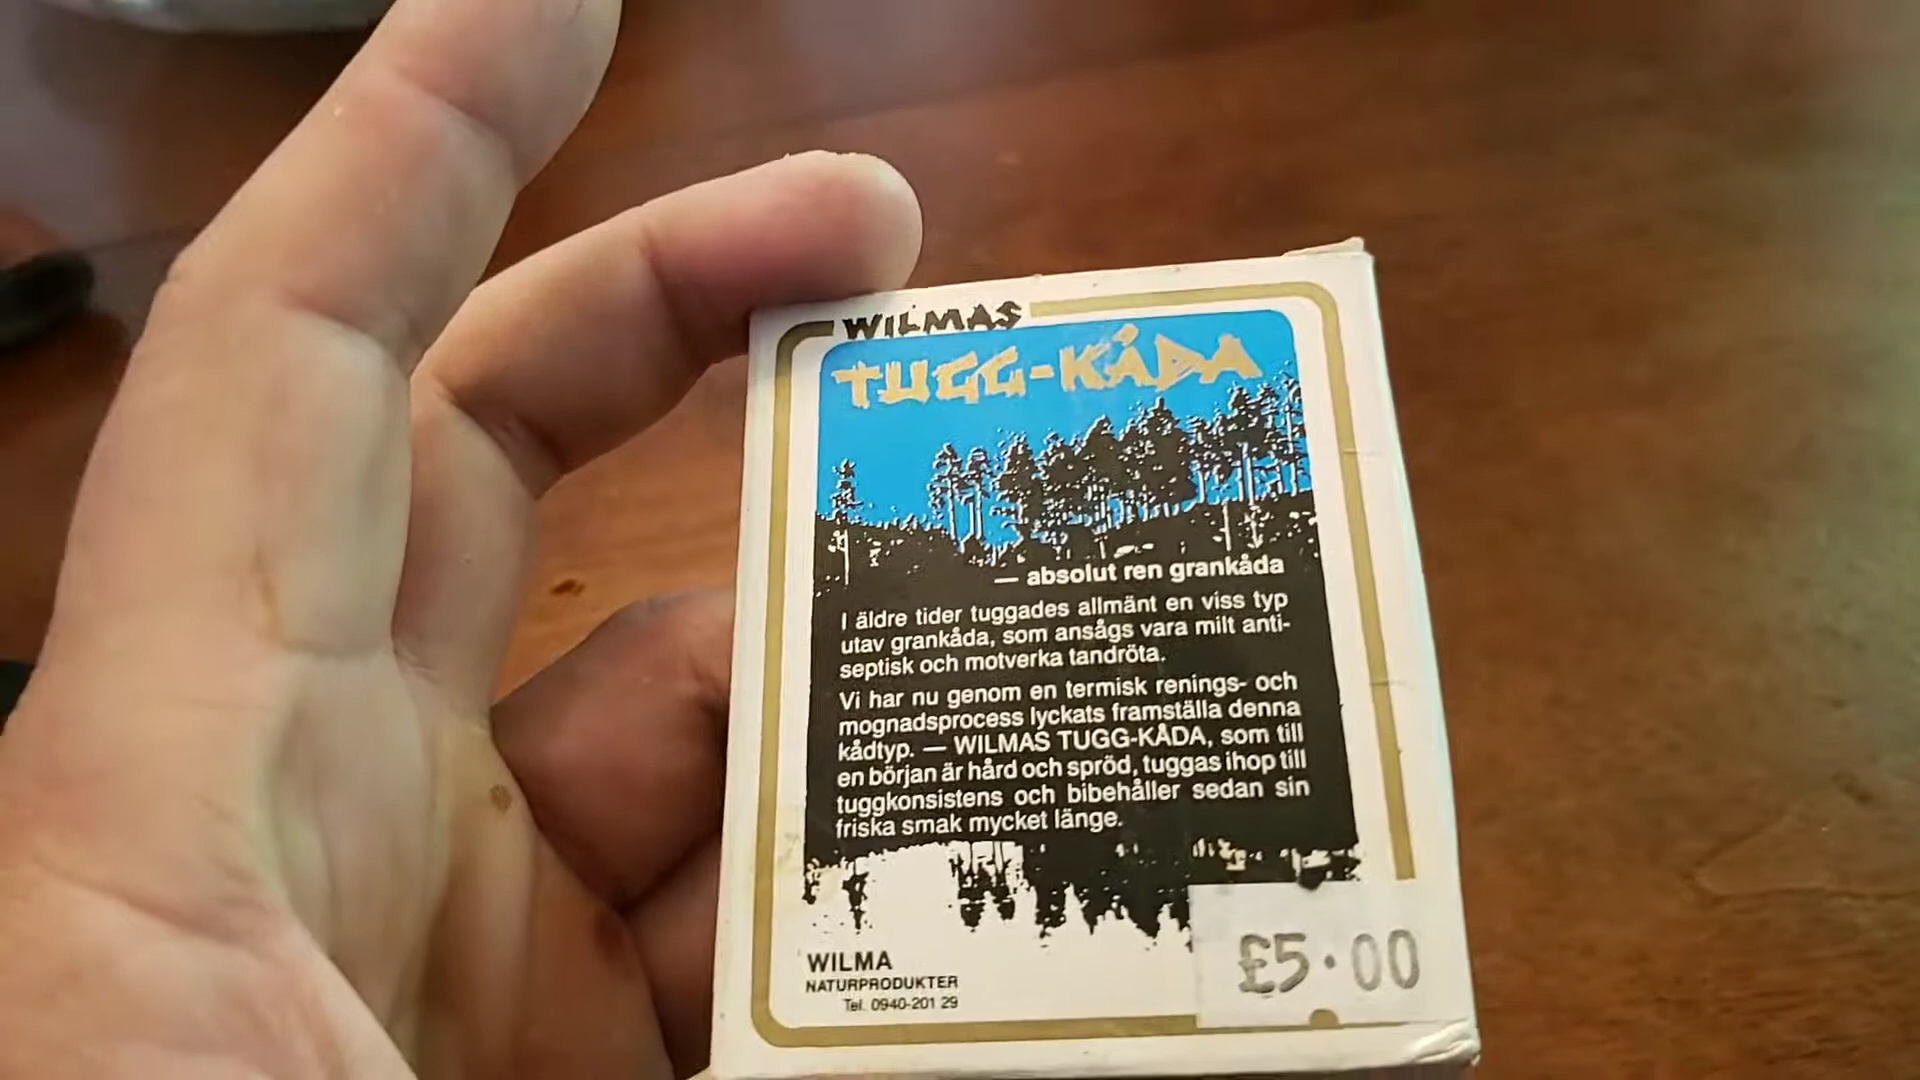 WILMAS
TUGG-KÅDA
— absolut ren grankåda
I äldre tider tuggades allmänt en viss typ
utav grankåda, som ansågs vara milt anti-
septisk och motverka tandröta.
Vi har nu genom en termisk renings- och
mognadsprocess lyckats framställa denna
kådtyp. — WILMAS TUGG-KÅDA, som till
en början är hård och spröd, tuggas ihop till
tuggkonsistens och bibehåller sedan sin
friska smak mycket länge.
WILMA
NATURPRODUKTER
Tel. 0940-201 29
£5.00